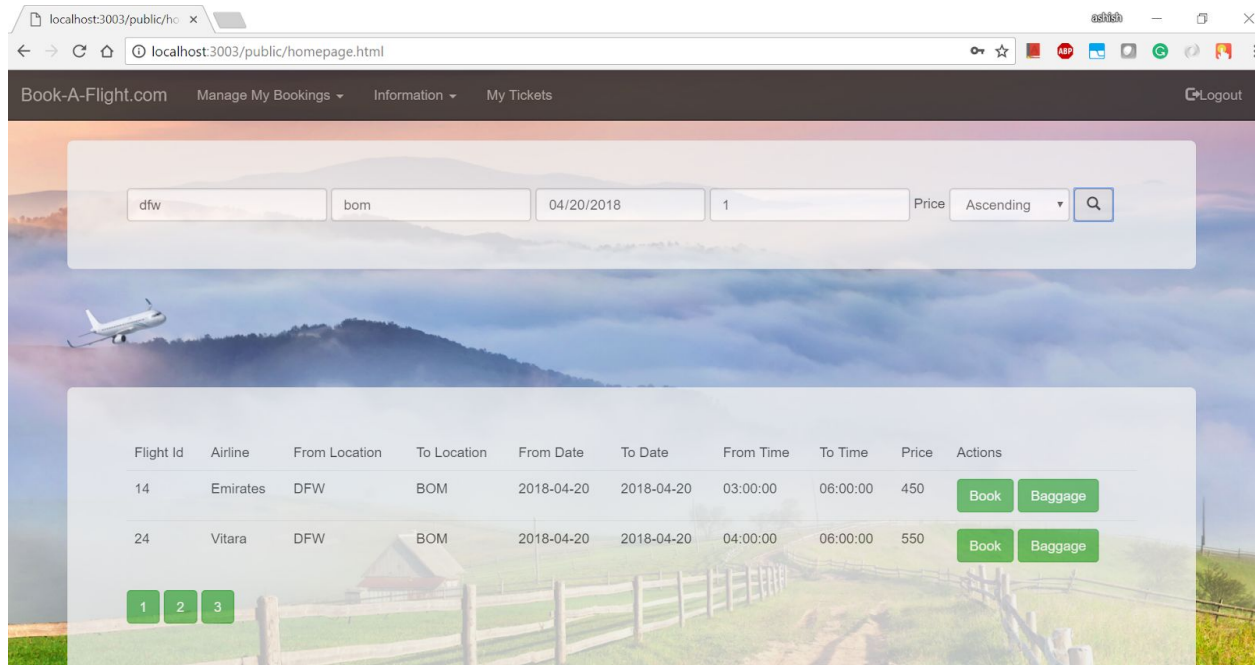 localhost:3003/public/ho
ashish
localhost:3003/public/homepage.html
ABP
Book-A-Flight.com Manage My Bookings Information My Tickets Logout
dfw bom 04/20/2018 1 Price Ascending
Flight Id Airline From Location To Location From Date To Date From Time To Time Price Actions
14 Emirates DFW BOM 2018-04-20 2018-04-20 03:00:00 06:00:00 450 Book Baggage
24 Vitara DFW BOM 2018-04-20 2018-04-20 04:00:00 06:00:00 550 Book Baggage
1 2 3